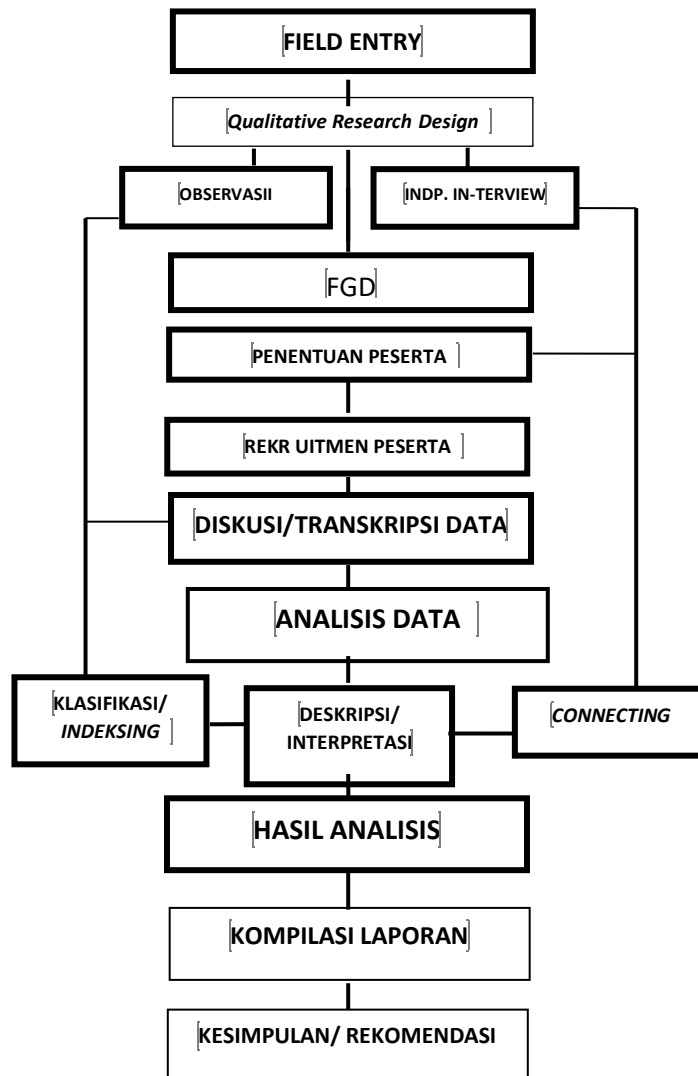 FIELD ENTRY
Qualitative Research Design
OBSERVASII
INDP. IN-TERVIEW
FGD
PENENTUAN PESERTA
REKR UITMEN PESERTA
DISKUSI/TRANSKRIPSI DATA
ANALISIS DATA
KLASIFIKASI/
INDEKSING
DESKRIPSI/
INTERPRETASI
CONNECTING
HASIL ANALISIS
KOMPILASI LAPORAN
KESIMPULAN/ REKOMENDASI